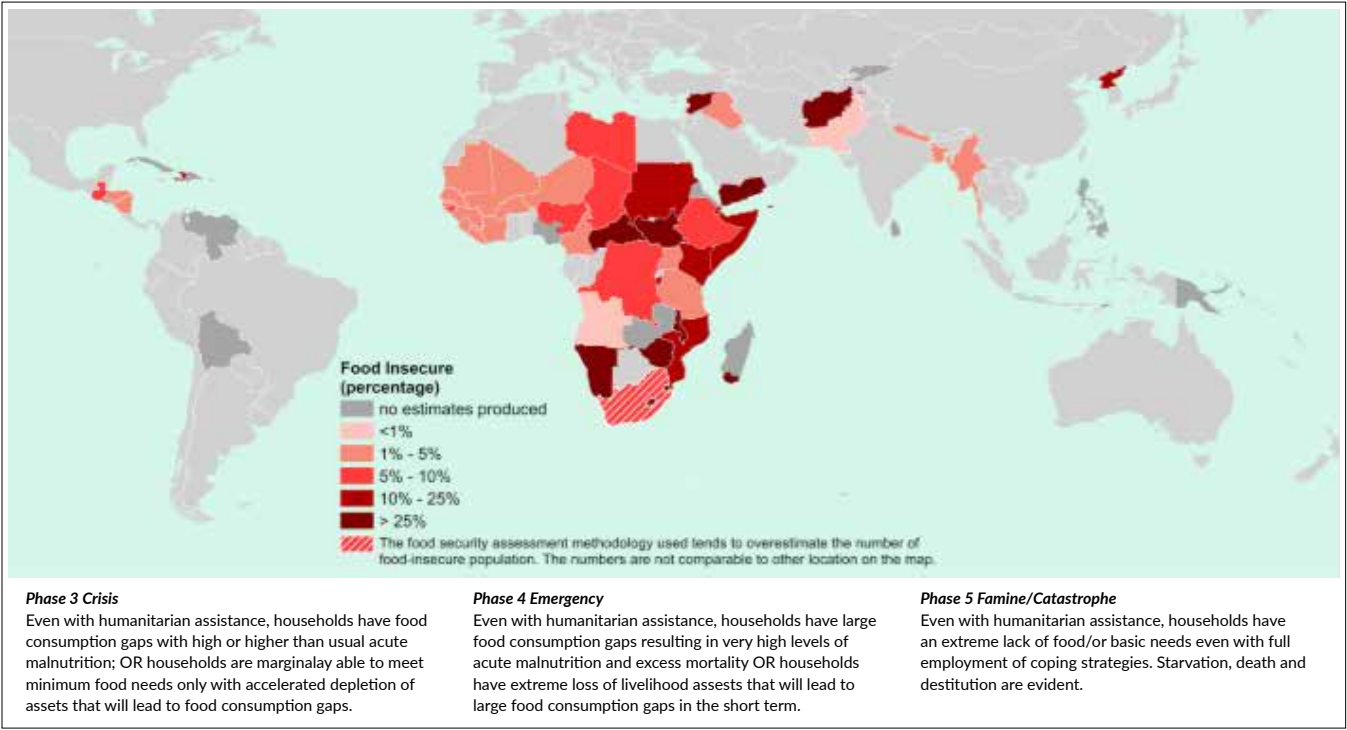 Food Insecure
(percentage)
no estimates produced
<1%
1% - 5%
5% - 10%
10% - 25%
> 25%
The food security assessment methodology used tends to overestimate the number of
food-insecure population. The numbers are not comparable to other location on the map.
Phase 3 Crisis
Even with humanitarian assistance, households have food
consumption gaps with high or higher than usual acute
malnutrition; OR households are marginalay able to meet
minimum food needs only with accelerated depletion of
assets that will lead to food consumption gaps.
Phase 4 Emergency
Even with humanitarian assistance, households have large
food consumption gaps resulting in very high levels of
acute malnutrition and excess mortality OR households
have extreme loss of livelihood assests that will lead to
large food consumption gaps in the short term.
Phase 5 Famine/Catastrophe
Even with humanitarian assistance, households have
an extreme lack of food/or basic needs even with full
employment of coping strategies. Starvation, death and
destitution are evident.